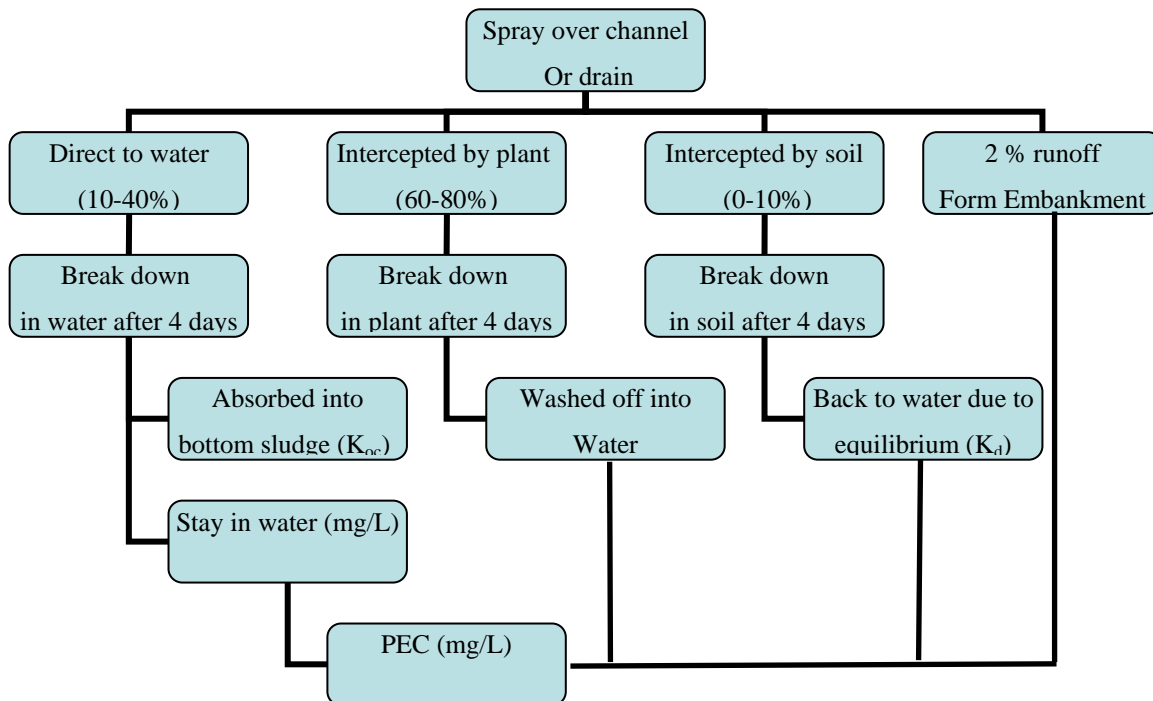 Spray over channel
Or drain
Direct to water
(10-40%)
Intercepted by plant
(60-80%)
Intercepted by soil
(0-10%)
2 % runoff
Form Embankment
Break down
in water after 4 days
Break down
in plant after 4 days
Break down
in soil after 4 days
Absorbed into
bottom sludge (Koc)
Washed off into
Water
Back to water due to
equilibrium (Kd)
Stay in water (mg/L)
PEC (mg/L)